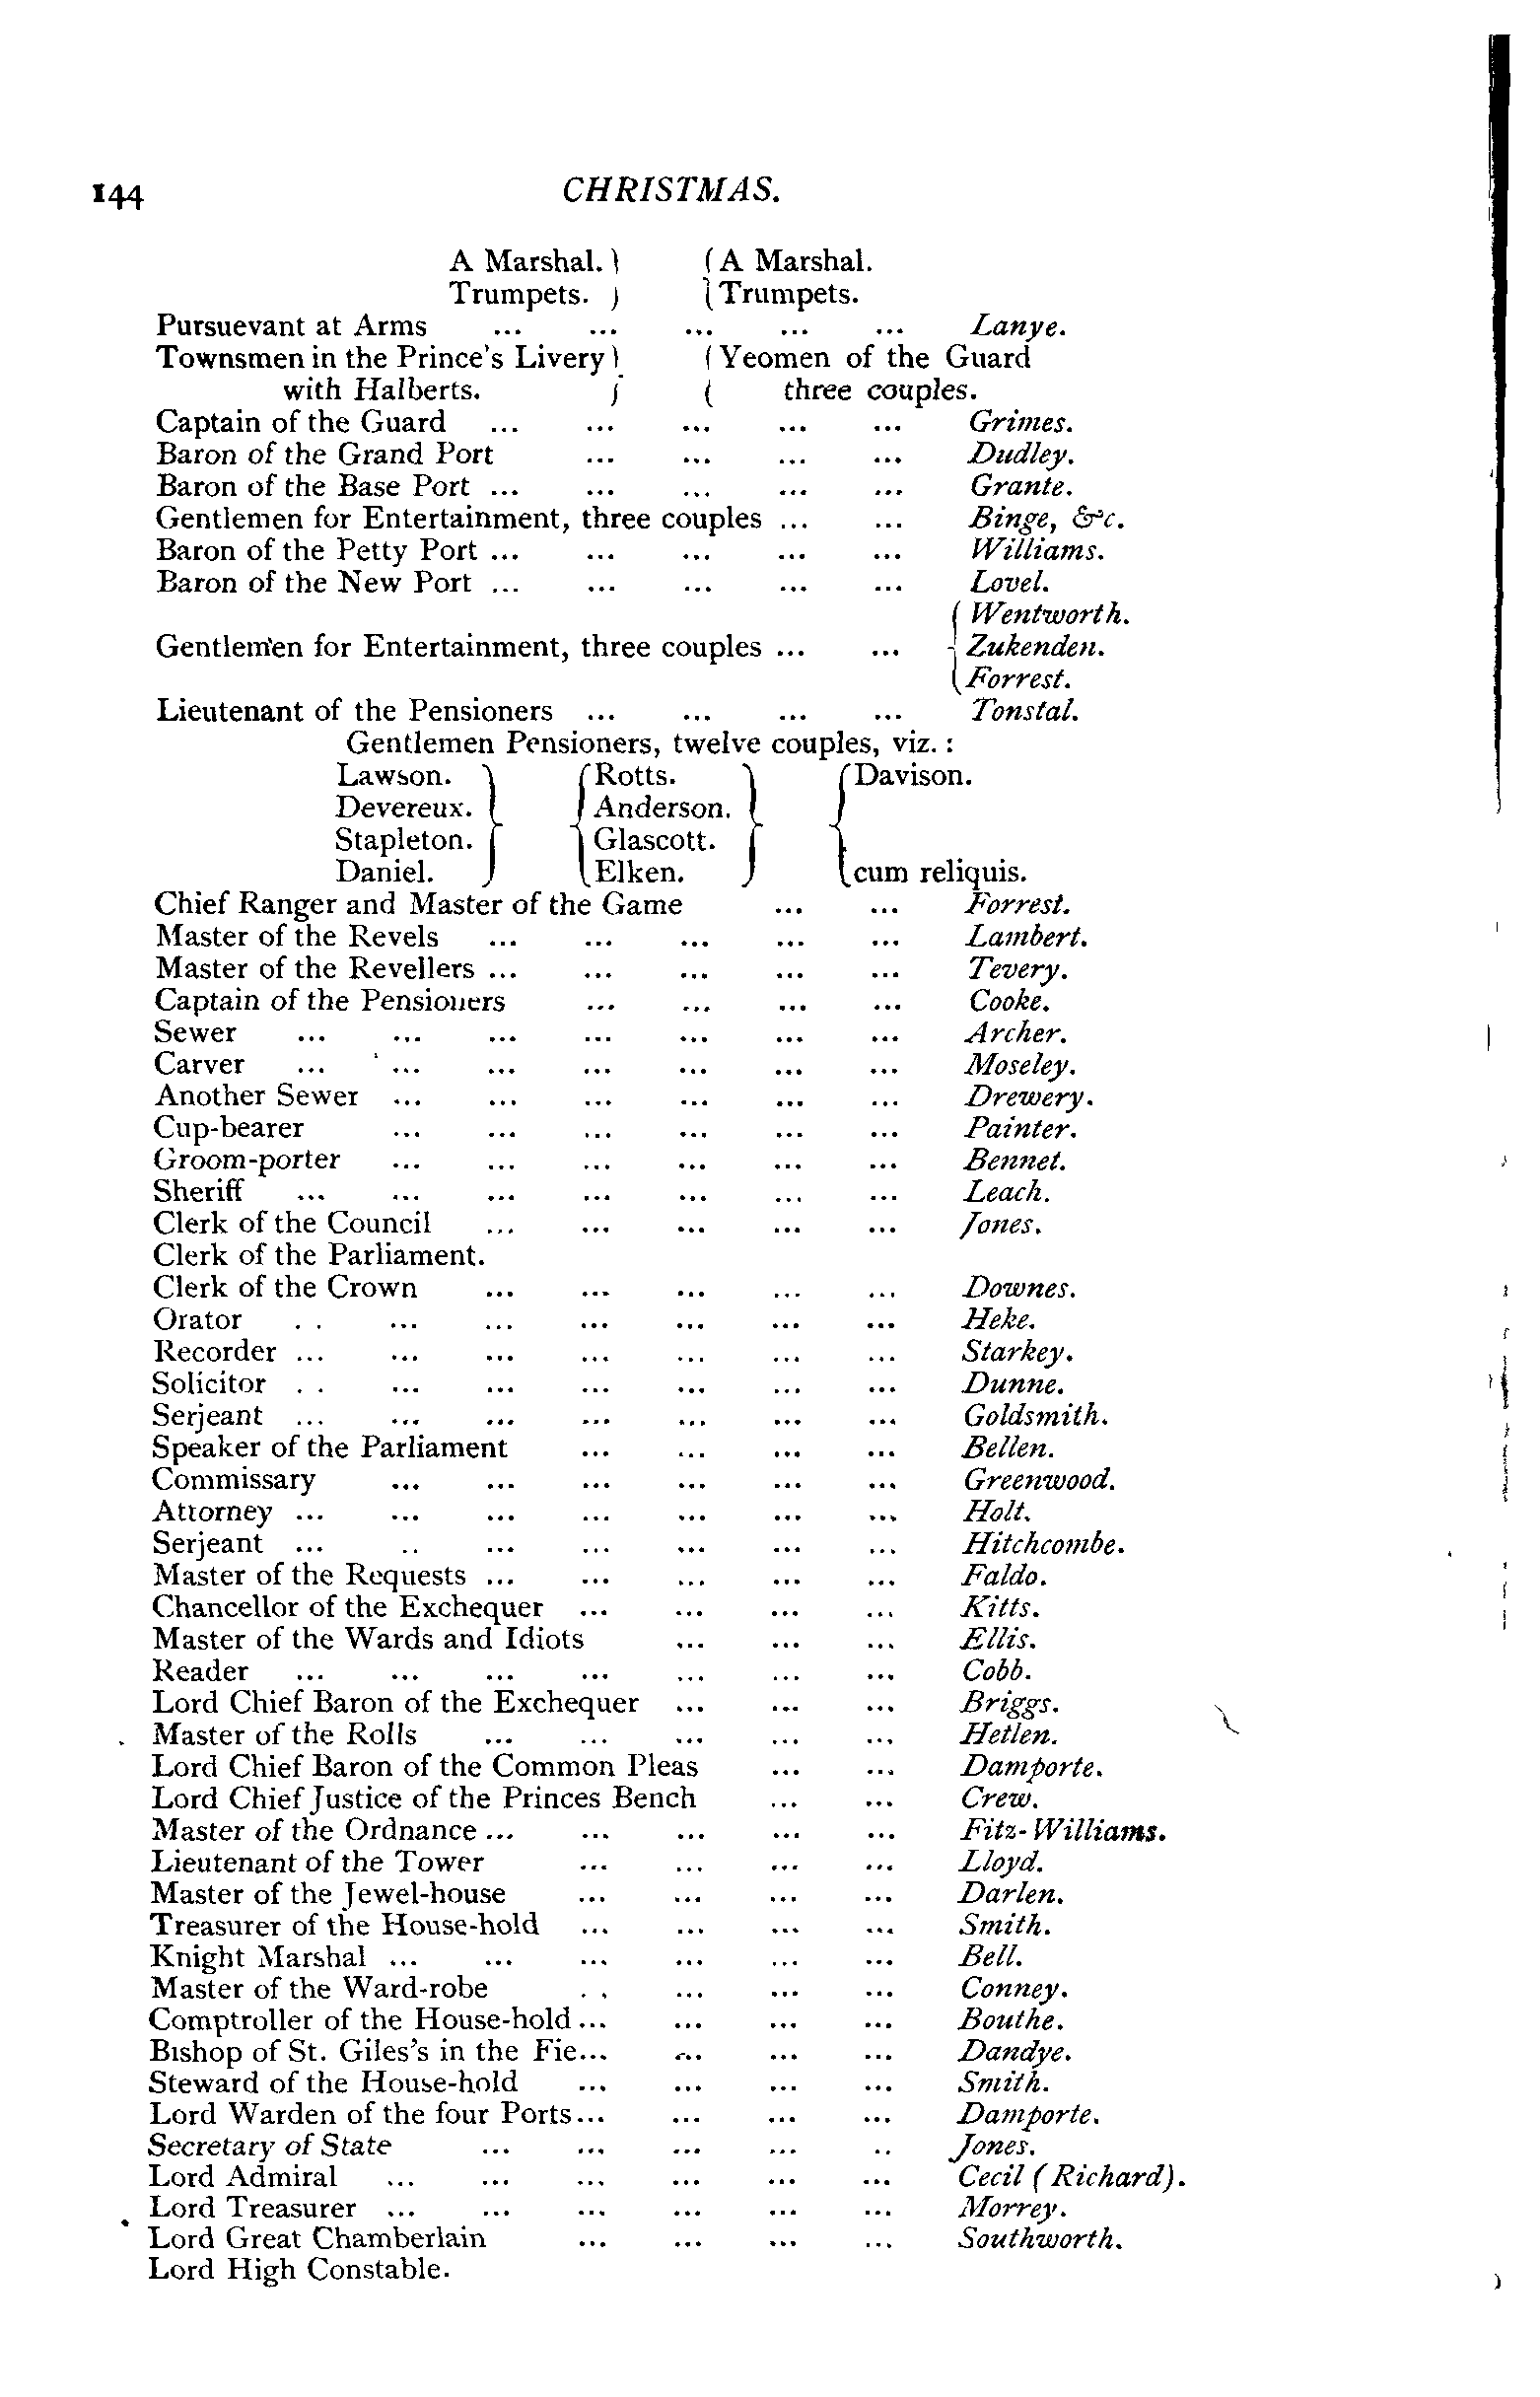 144 CHRISTMAS.
A Marshal. } { A Marshal.
Trumpets. } { Trumpets.
Pursuevant at Arms ... ... ... ... ... Lanye.
Townsmen in the Prince's Livery } { Yeomen of the Guard
with Halberts. } { three couples.
Captain of the Guard ... ... ... ... ... Grimes.
Baron of the Grand Port ... ... ... ... Dudley.
Baron of the Base Port ... ... ... ... ... Grante.
Gentlemen for Entertainment, three couples ... ... Binge, &c.
Baron of the Petty Port ... ... ... ... ... Williams.
Baron of the New Port ... ... ... ... ... Lovel.
{ Wentworth.
Gentlemen for Entertainment, three couples ... ... { Zukenden.
{ Forrest.
Lieutenant of the Pensioners ... ... ... ... Tonstal.
Gentlemen Pensioners, twelve couples, viz. :
Lawson. } { Rotts. } { Davison.
Devereux. } { Anderson. } {
Stapleton. } { Glascott. } {
Daniel. } { Elken. } { cum reliquis.
Chief Ranger and Master of the Game ... ... Forrest.
Master of the Revels ... ... ... ... ... Lambert.
Master of the Revellers ... ... ... ... ... Tevery.
Captain of the Pensioners ... ... ... ... Cooke.
Sewer ... ... ... ... ... ... ... Archer.
Carver ... ... ... ... ... ... ... Moseley.
Another Sewer ... ... ... ... ... ... Drewery.
Cup-bearer ... ... ... ... ... ... Painter.
Groom-porter ... ... ... ... ... ... Bennet.
Sheriff ... ... ... ... ... ... ... Leach.
Clerk of the Council ... ... ... ... ... Jones.
Clerk of the Parliament.
Clerk of the Crown ... ... ... ... ... Downes.
Orator . . ... ... ... ... ... ... Heke.
Recorder ... ... ... ... ... ... ... Starkey.
Solicitor . . ... ... ... ... ... ... Dunne.
Serjeant ... ... ... ... ... ... ... Goldsmith.
Speaker of the Parliament ... ... ... ... Bellen.
Commissary ... ... ... ... ... ... Greenwood.
Attorney ... ... ... ... ... ... ... Holt.
Serjeant ... .. ... ... ... ... ... Hitchcombe.
Master of the Requests ... ... ... ... ... Faldo.
Chancellor of the Exchequer ... ... ... ... Kitts.
Master of the Wards and Idiots ... ... ... Ellis.
Reader ... ... ... ... ... ... ... Cobb.
Lord Chief Baron of the Exchequer ... ... ... Briggs.
Master of the Rolls ... ... ... ... ... Hetlen.
Lord Chief Baron of the Common Pleas ... ... Damporte.
Lord Chief Justice of the Princes Bench ... ... Crew.
Master of the Ordnance ... ... ... ... ... Fitz-Williams.
Lieutenant of the Tower ... ... ... ... Lloyd.
Master of the Jewel-house ... ... ... ... Darlen.
Treasurer of the House-hold ... ... ... ... Smith.
Knight Marshal ... ... ... ... ... ... Bell.
Master of the Ward-robe . . ... ... ... Conney.
Comptroller of the House-hold ... ... ... ... Bouthe.
Bishop of St. Giles's in the Fie... ... ... ... Dandye.
Steward of the House-hold ... ... ... ... Smith.
Lord Warden of the four Ports... ... ... ... Damporte.
Secretary of State ... ... ... ... .. Jones.
Lord Admiral ... ... ... ... ... ... Cecil (Richard).
Lord Treasurer ... ... ... ... ... ... Morrey.
Lord Great Chamberlain ... ... ... ... Southworth.
Lord High Constable.